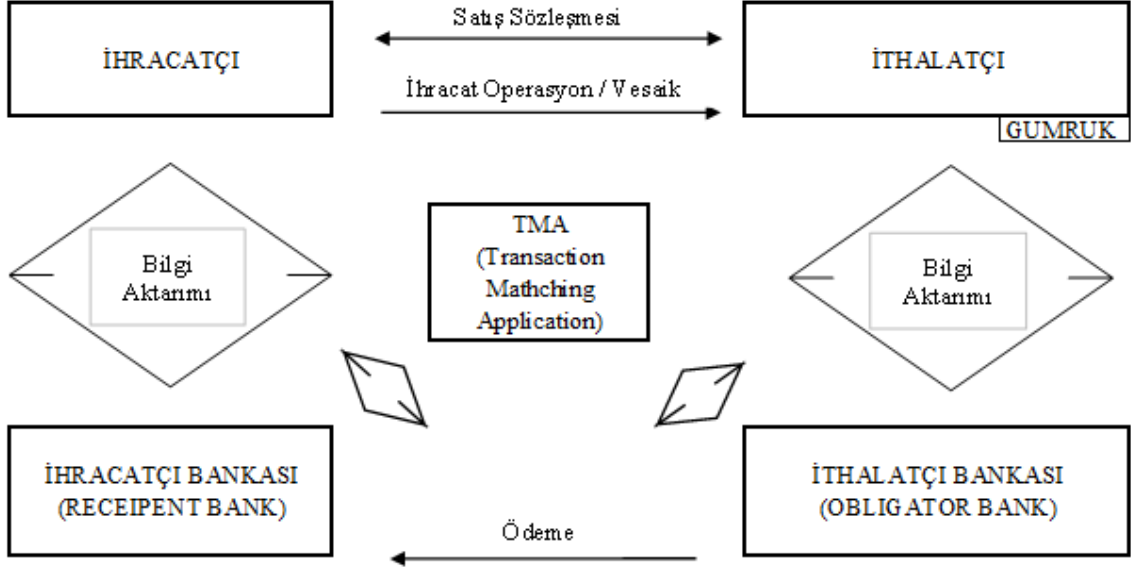 Satış Sözleşmesi
İHRACATÇI
İTHALATÇI
İhracat Operasyon / Vesaik
GUMRUK
TMA
(Transaction
Mathching
Application)
Bilgi
Aktarımı
Bilgi
Aktarımı
İHRACATÇI BANKASI
(RECEIPENT BANK)
İTHALATÇI BANKASI
(OBLIGATOR BANK)
Ödeme